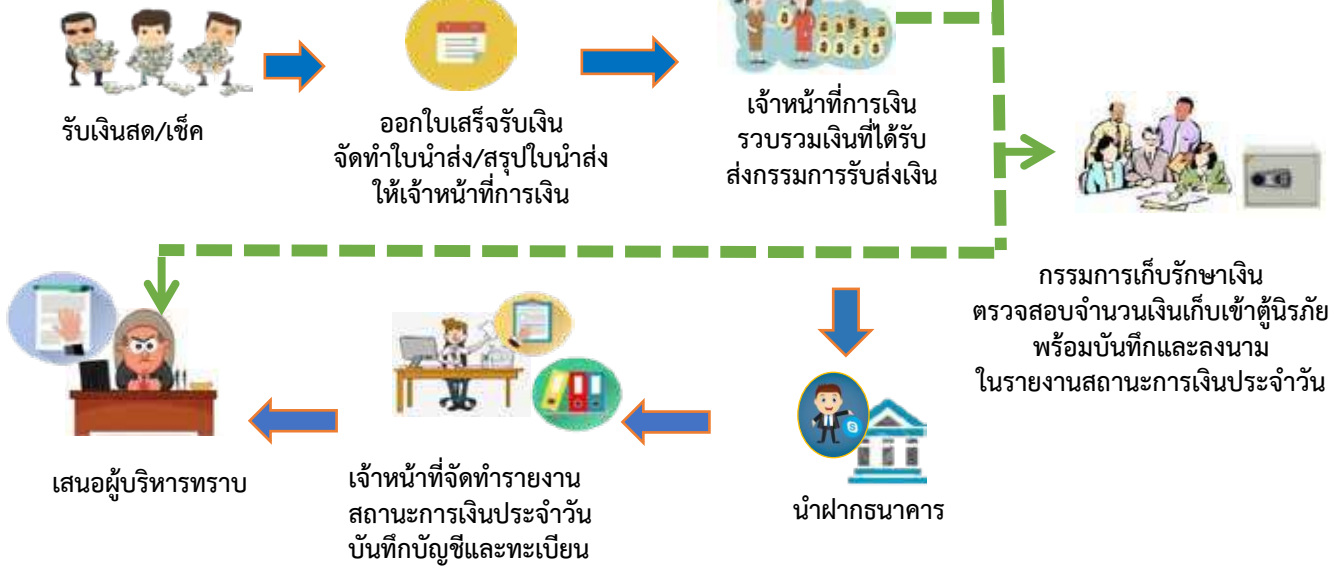 รับเงินสด/เช็ค
ออกใบเสร็จรับเงิน
จัดทำใบนำส่ง/สรุปใบนำส่ง
ให้เจ้าหน้าที่การเงิน
เจ้าหน้าที่การเงิน
รวบรวมเงินที่ได้รับ
ส่งกรรมการรับส่งเงิน
กรรมการเก็บรักษาเงิน
ตรวจสอบจำนวนเงินเก็บเข้าตู้นิรภัย
พร้อมบันทึกและลงนาม
ในรายงานสถานะการเงินประจำวัน
นำฝากธนาคาร
เจ้าหน้าที่จัดทำรายงาน
สถานะการเงินประจำวัน
บันทึกบัญชีและทะเบียน
เสนอผู้บริหารทราบ